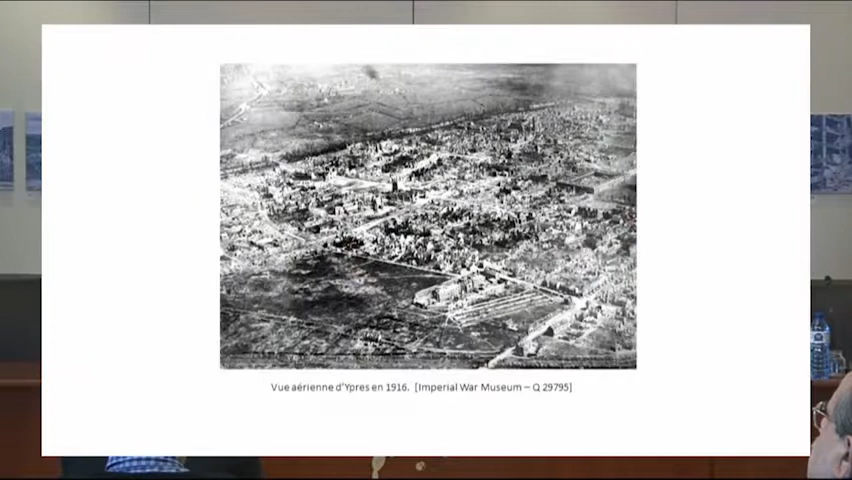 Vue aérienne d'Ypres en 1916. [Imperial War Museum – Q 29795]